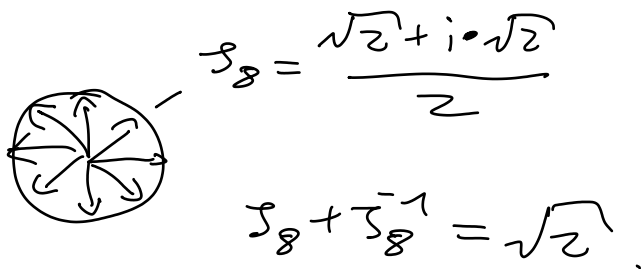 ζ₈ = (√2 + i·√2)/2
ζ₈ + ζ₈⁻¹ = √2